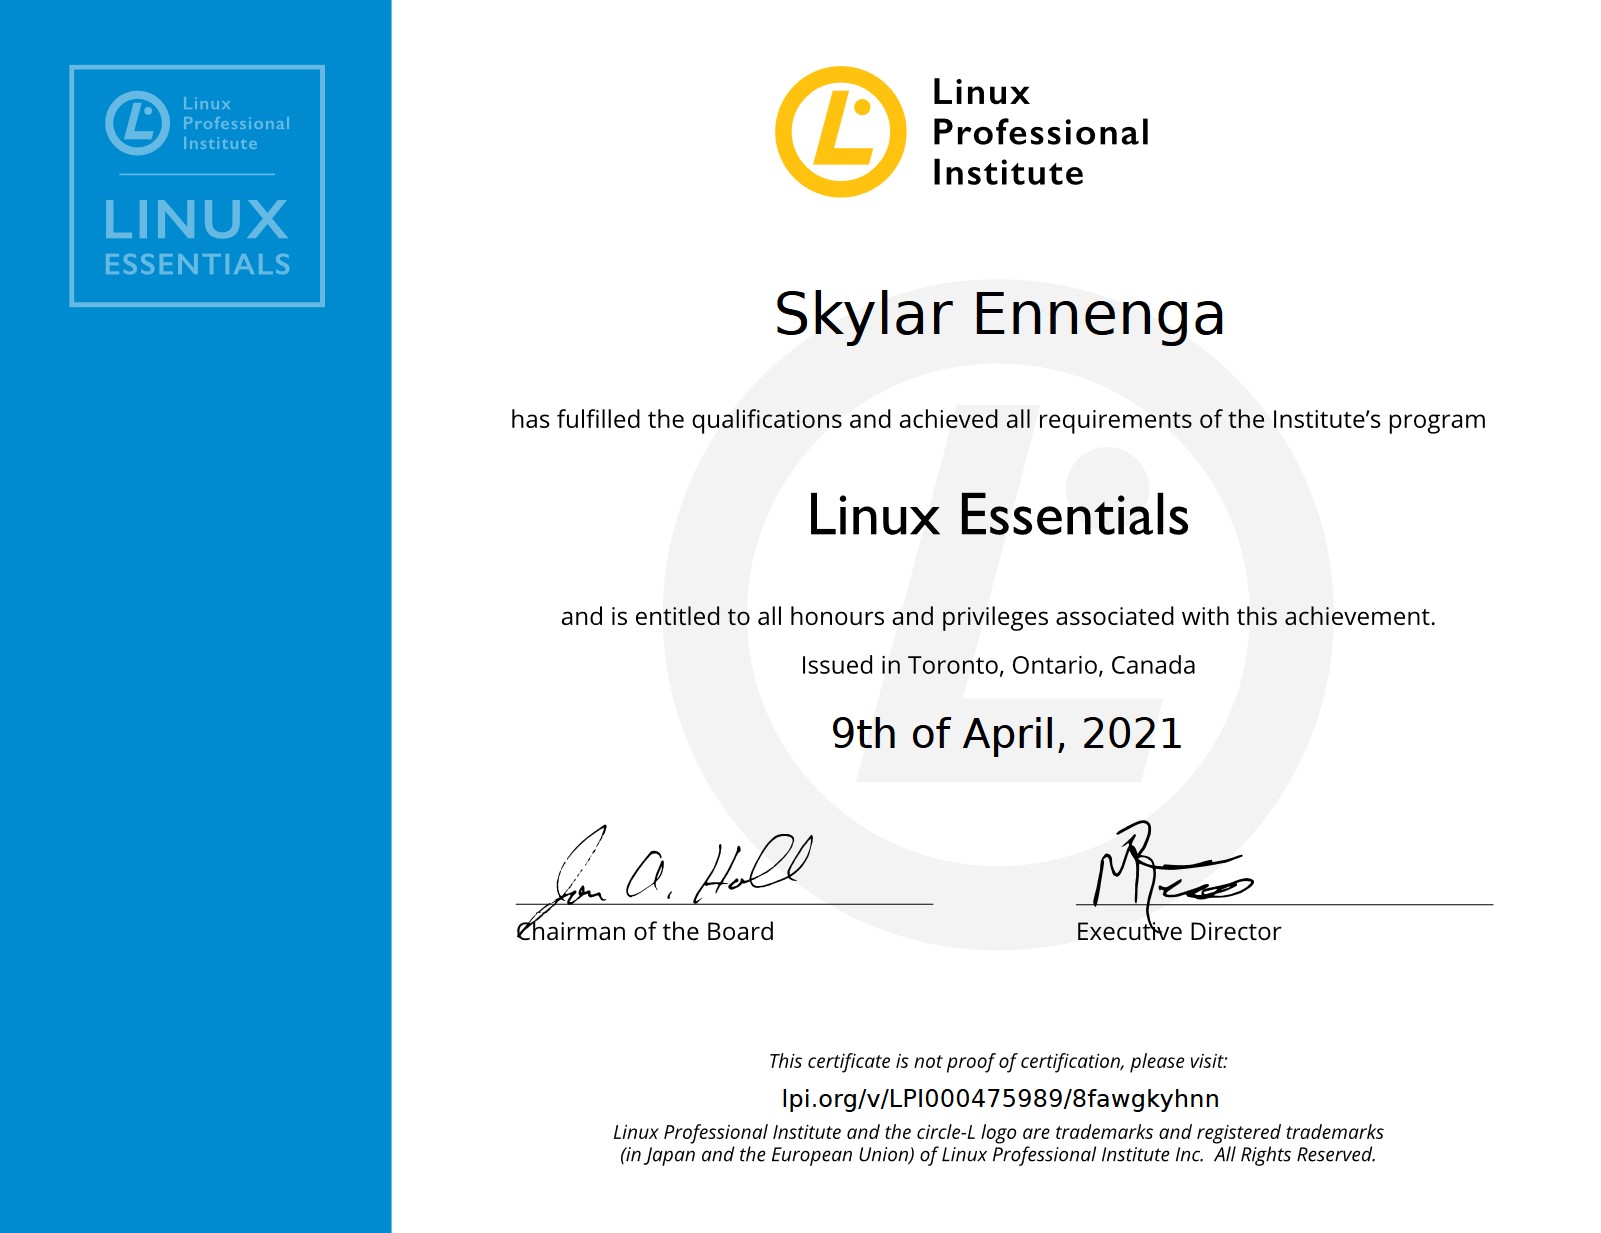 Linux
Professional
Institute
LINUX
ESSENTIALS
Linux
Professional
Institute
Skylar Ennenga
has fulfilled the qualifications and achieved all requirements of the Institute’s program
Linux Essentials
and is entitled to all honours and privileges associated with this achievement.
Issued in Toronto, Ontario, Canada
9th of April, 2021
Jon A. Hall
Chairman of the Board
Executive Director
This certificate is not proof of certification, please visit:
lpi.org/v/LPI000475989/8fawgkyhnn
Linux Professional Institute and the circle-L logo are trademarks and registered trademarks
(in Japan and the European Union) of Linux Professional Institute Inc.  All Rights Reserved.